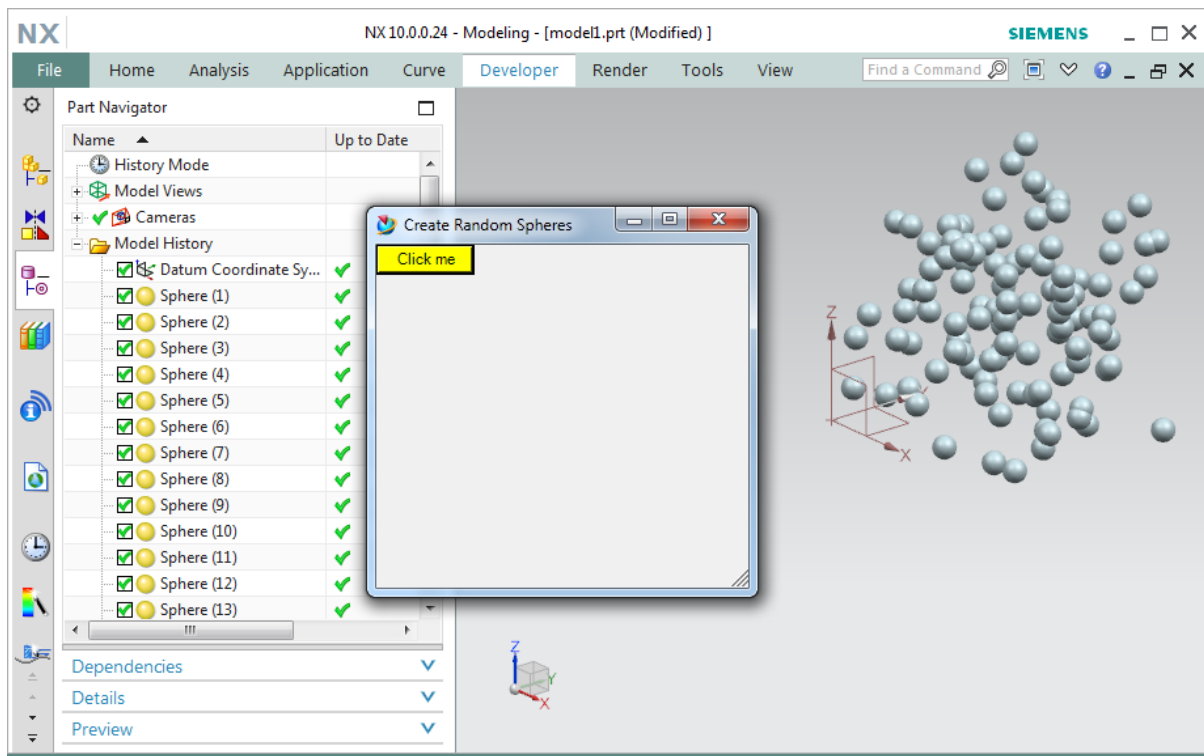 NX NX 10.0.0.24 - Modeling - [model1.prt (Modified) ] SIEMENS
File Home Analysis Application Curve Developer Render Tools View Find a Command
Part Navigator
Name Up to Date
History Mode
Model Views
Cameras
Model History
Datum Coordinate Sy...
Sphere (1)
Sphere (2)
Sphere (3)
Sphere (4)
Sphere (5)
Sphere (6)
Sphere (7)
Sphere (8)
Sphere (9)
Sphere (10)
Sphere (11)
Sphere (12)
Sphere (13)
Dependencies
Details
Preview
Create Random Spheres
Click me
Z
X
Z
Y
X